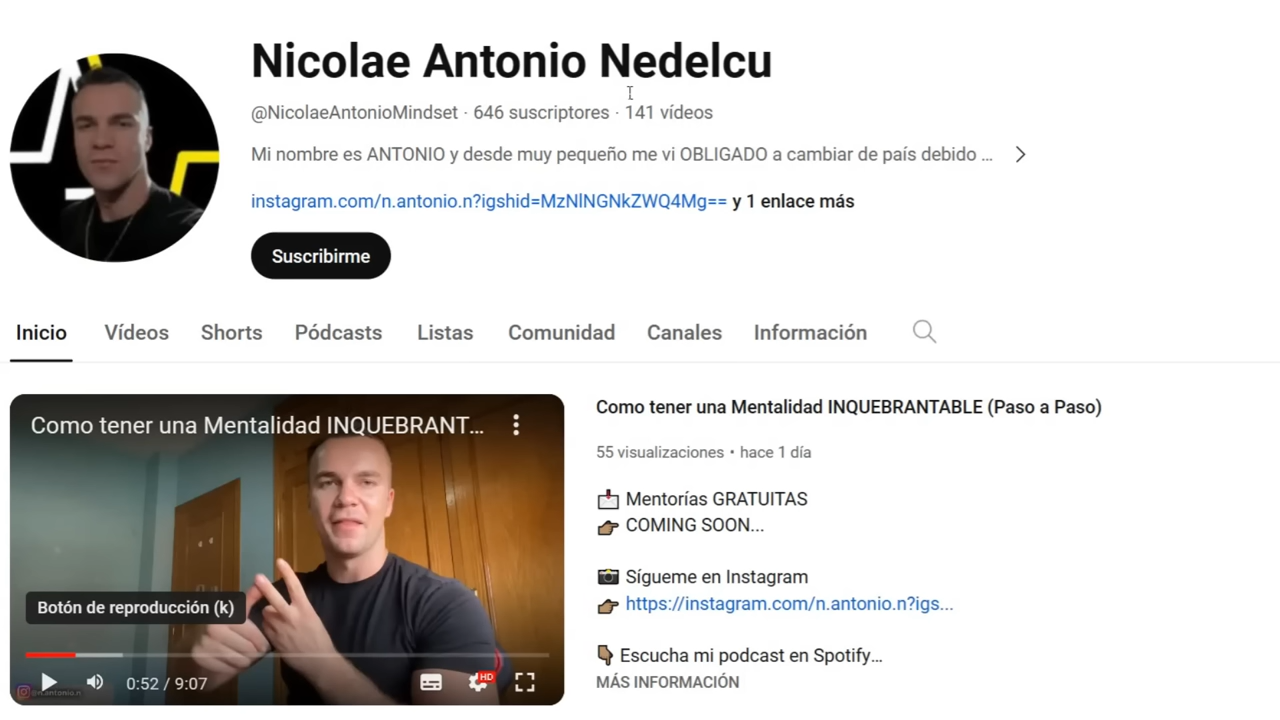 Nicolae Antonio Nedelcu
@NicolaeAntonioMindset · 646 suscriptores · 141 vídeos
Mi nombre es ANTONIO y desde muy pequeño me vi OBLIGADO a cambiar de país debido ...
instagram.com/n.antonio.n?igshid=MzNlNGNkZWQ4Mg== y 1 enlace más
Suscribirme
Inicio Vídeos Shorts Pódcasts Listas Comunidad Canales Información
Como tener una Mentalidad INQUEBRANT...
Botón de reproducción (k)
0:52 / 9:07
HD
@n.antonio.n
Como tener una Mentalidad INQUEBRANTABLE (Paso a Paso)
55 visualizaciones • hace 1 día
📩 Mentorías GRATUITAS
👉🏽 COMING SOON...
📸 Sígueme en Instagram
👉🏽 https://instagram.com/n.antonio.n?igs...
👇🏽 Escucha mi podcast en Spotify...
MÁS INFORMACIÓN